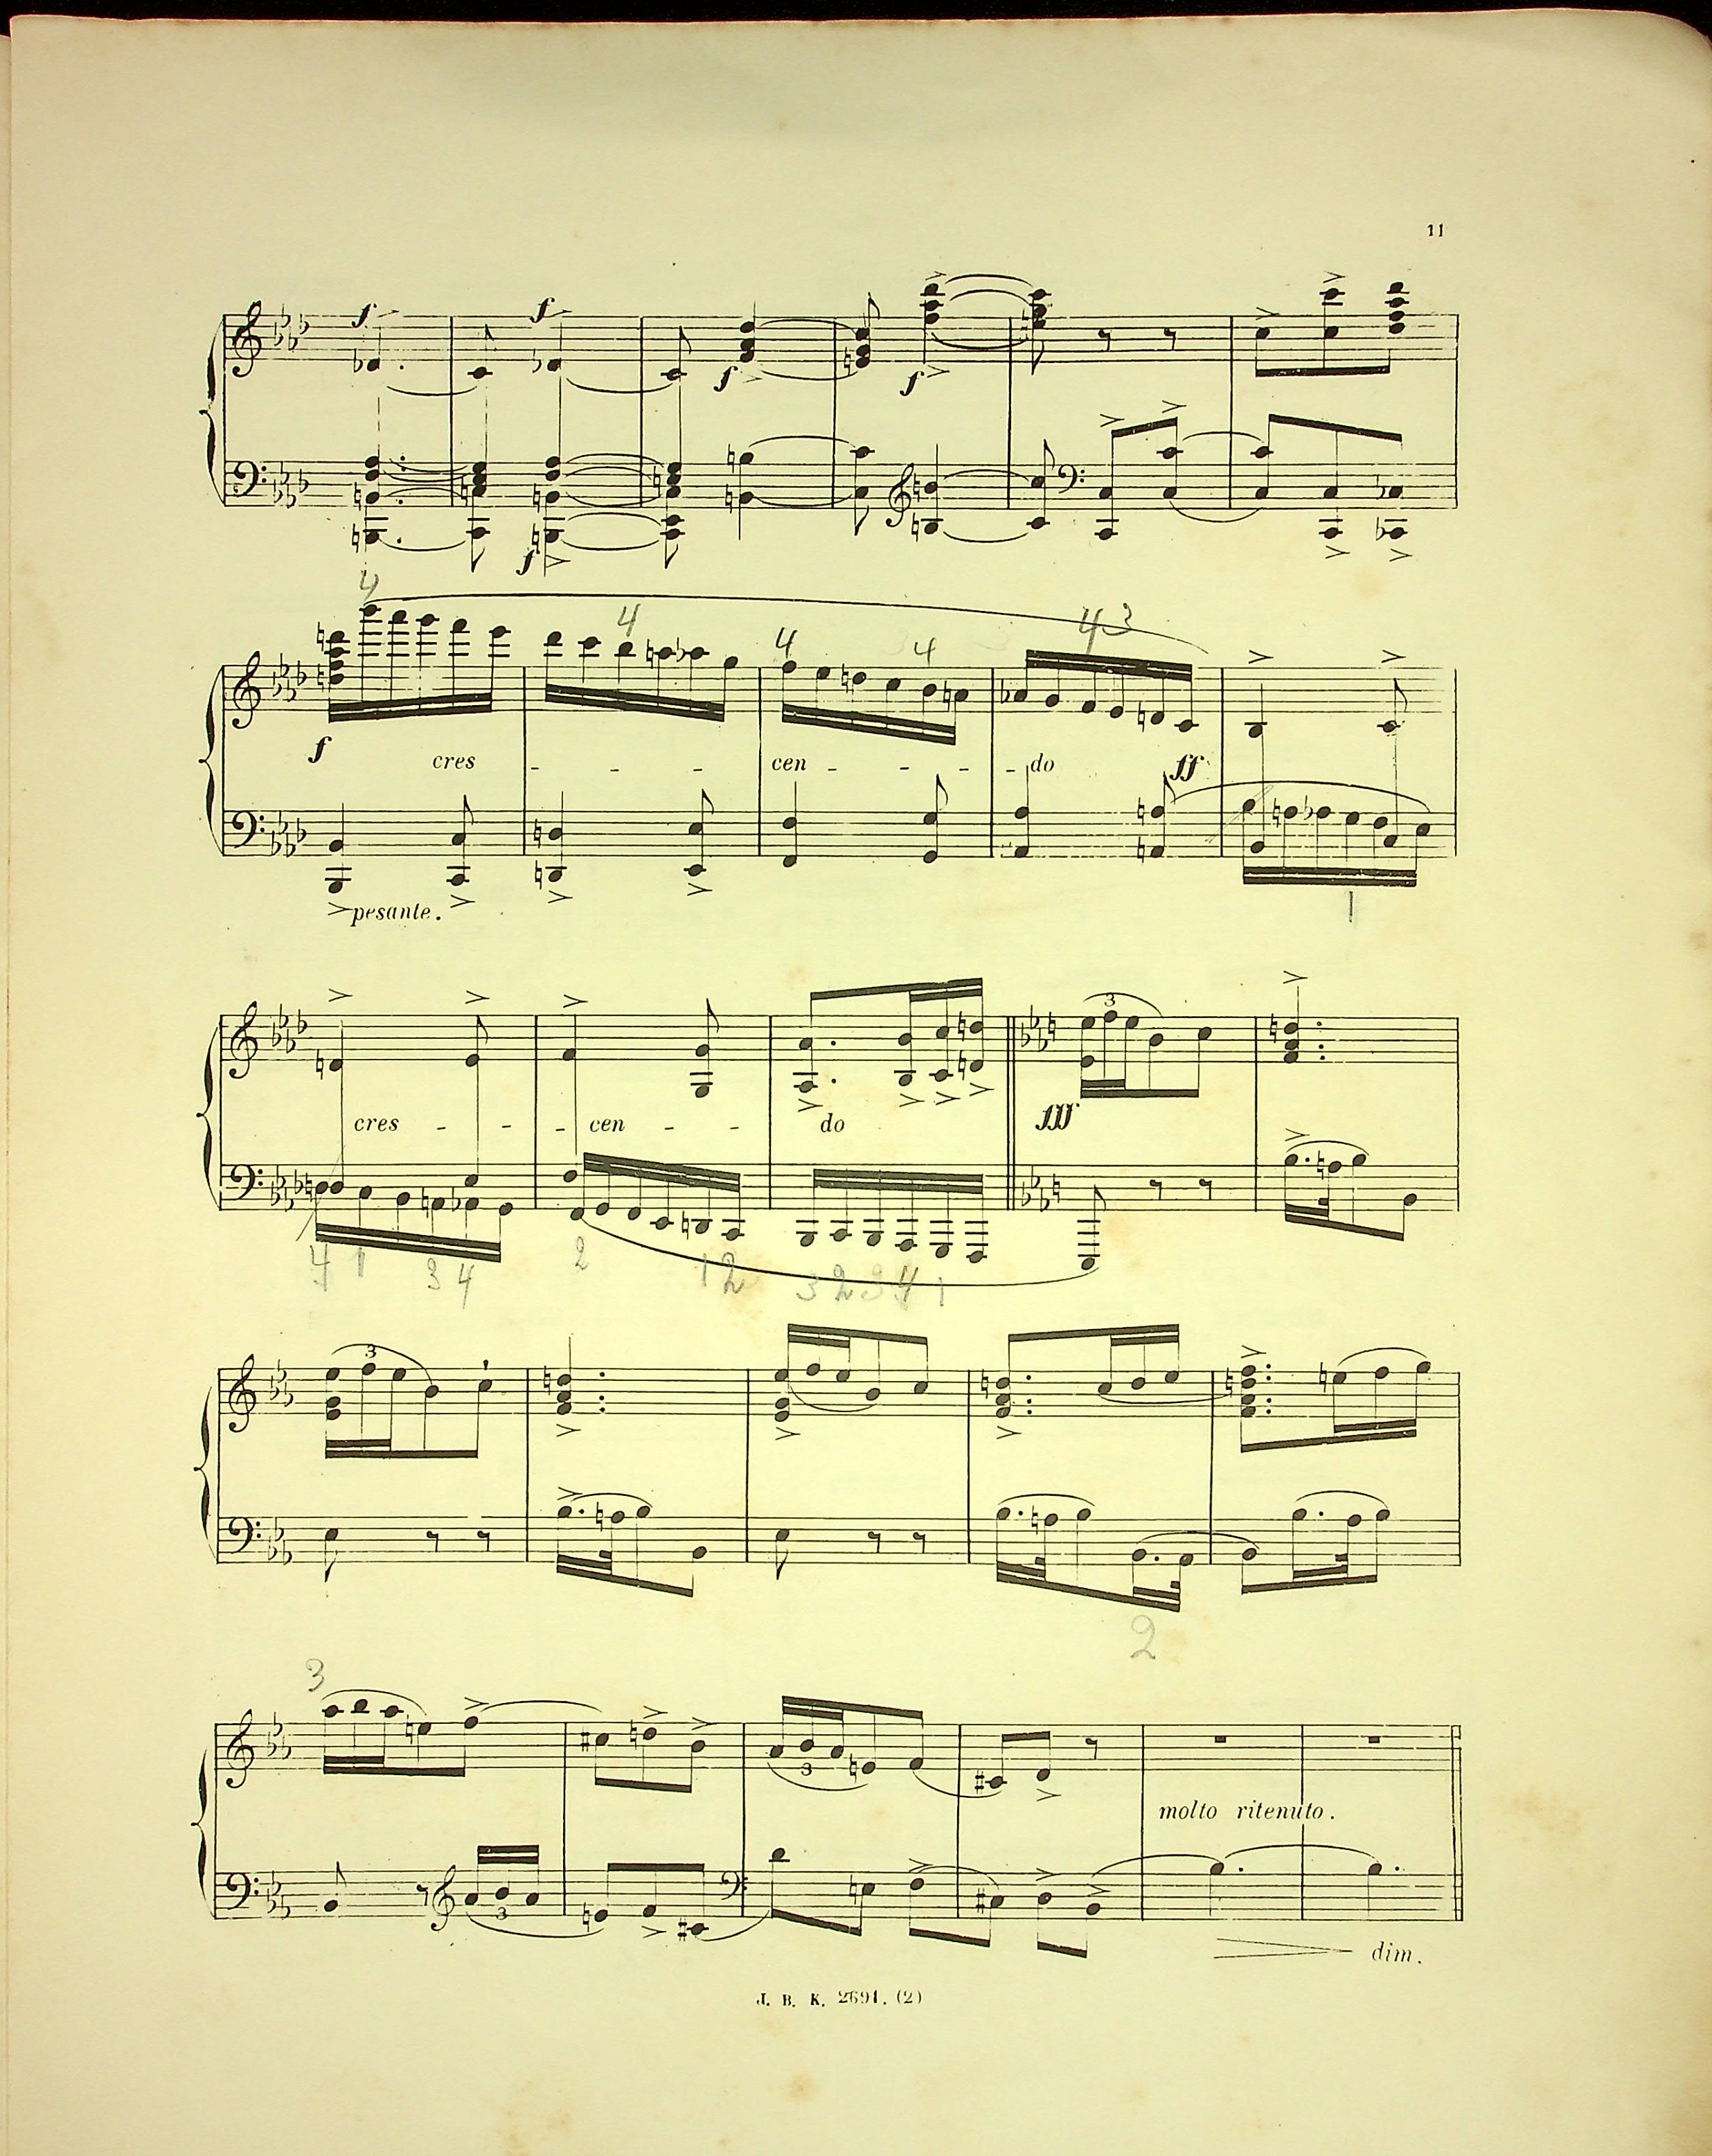 11
f f
f f
f
4
4 4 4 4 3
f cres - - - cen - - - - do ff
pesante.
1
3
cres - - - cen - - do fff
4 1 3 4 2 1 2 3 2 3 4 1
3
2
3
3
3
molto ritenuto.
dim.
J. B. K. 2691. (2)